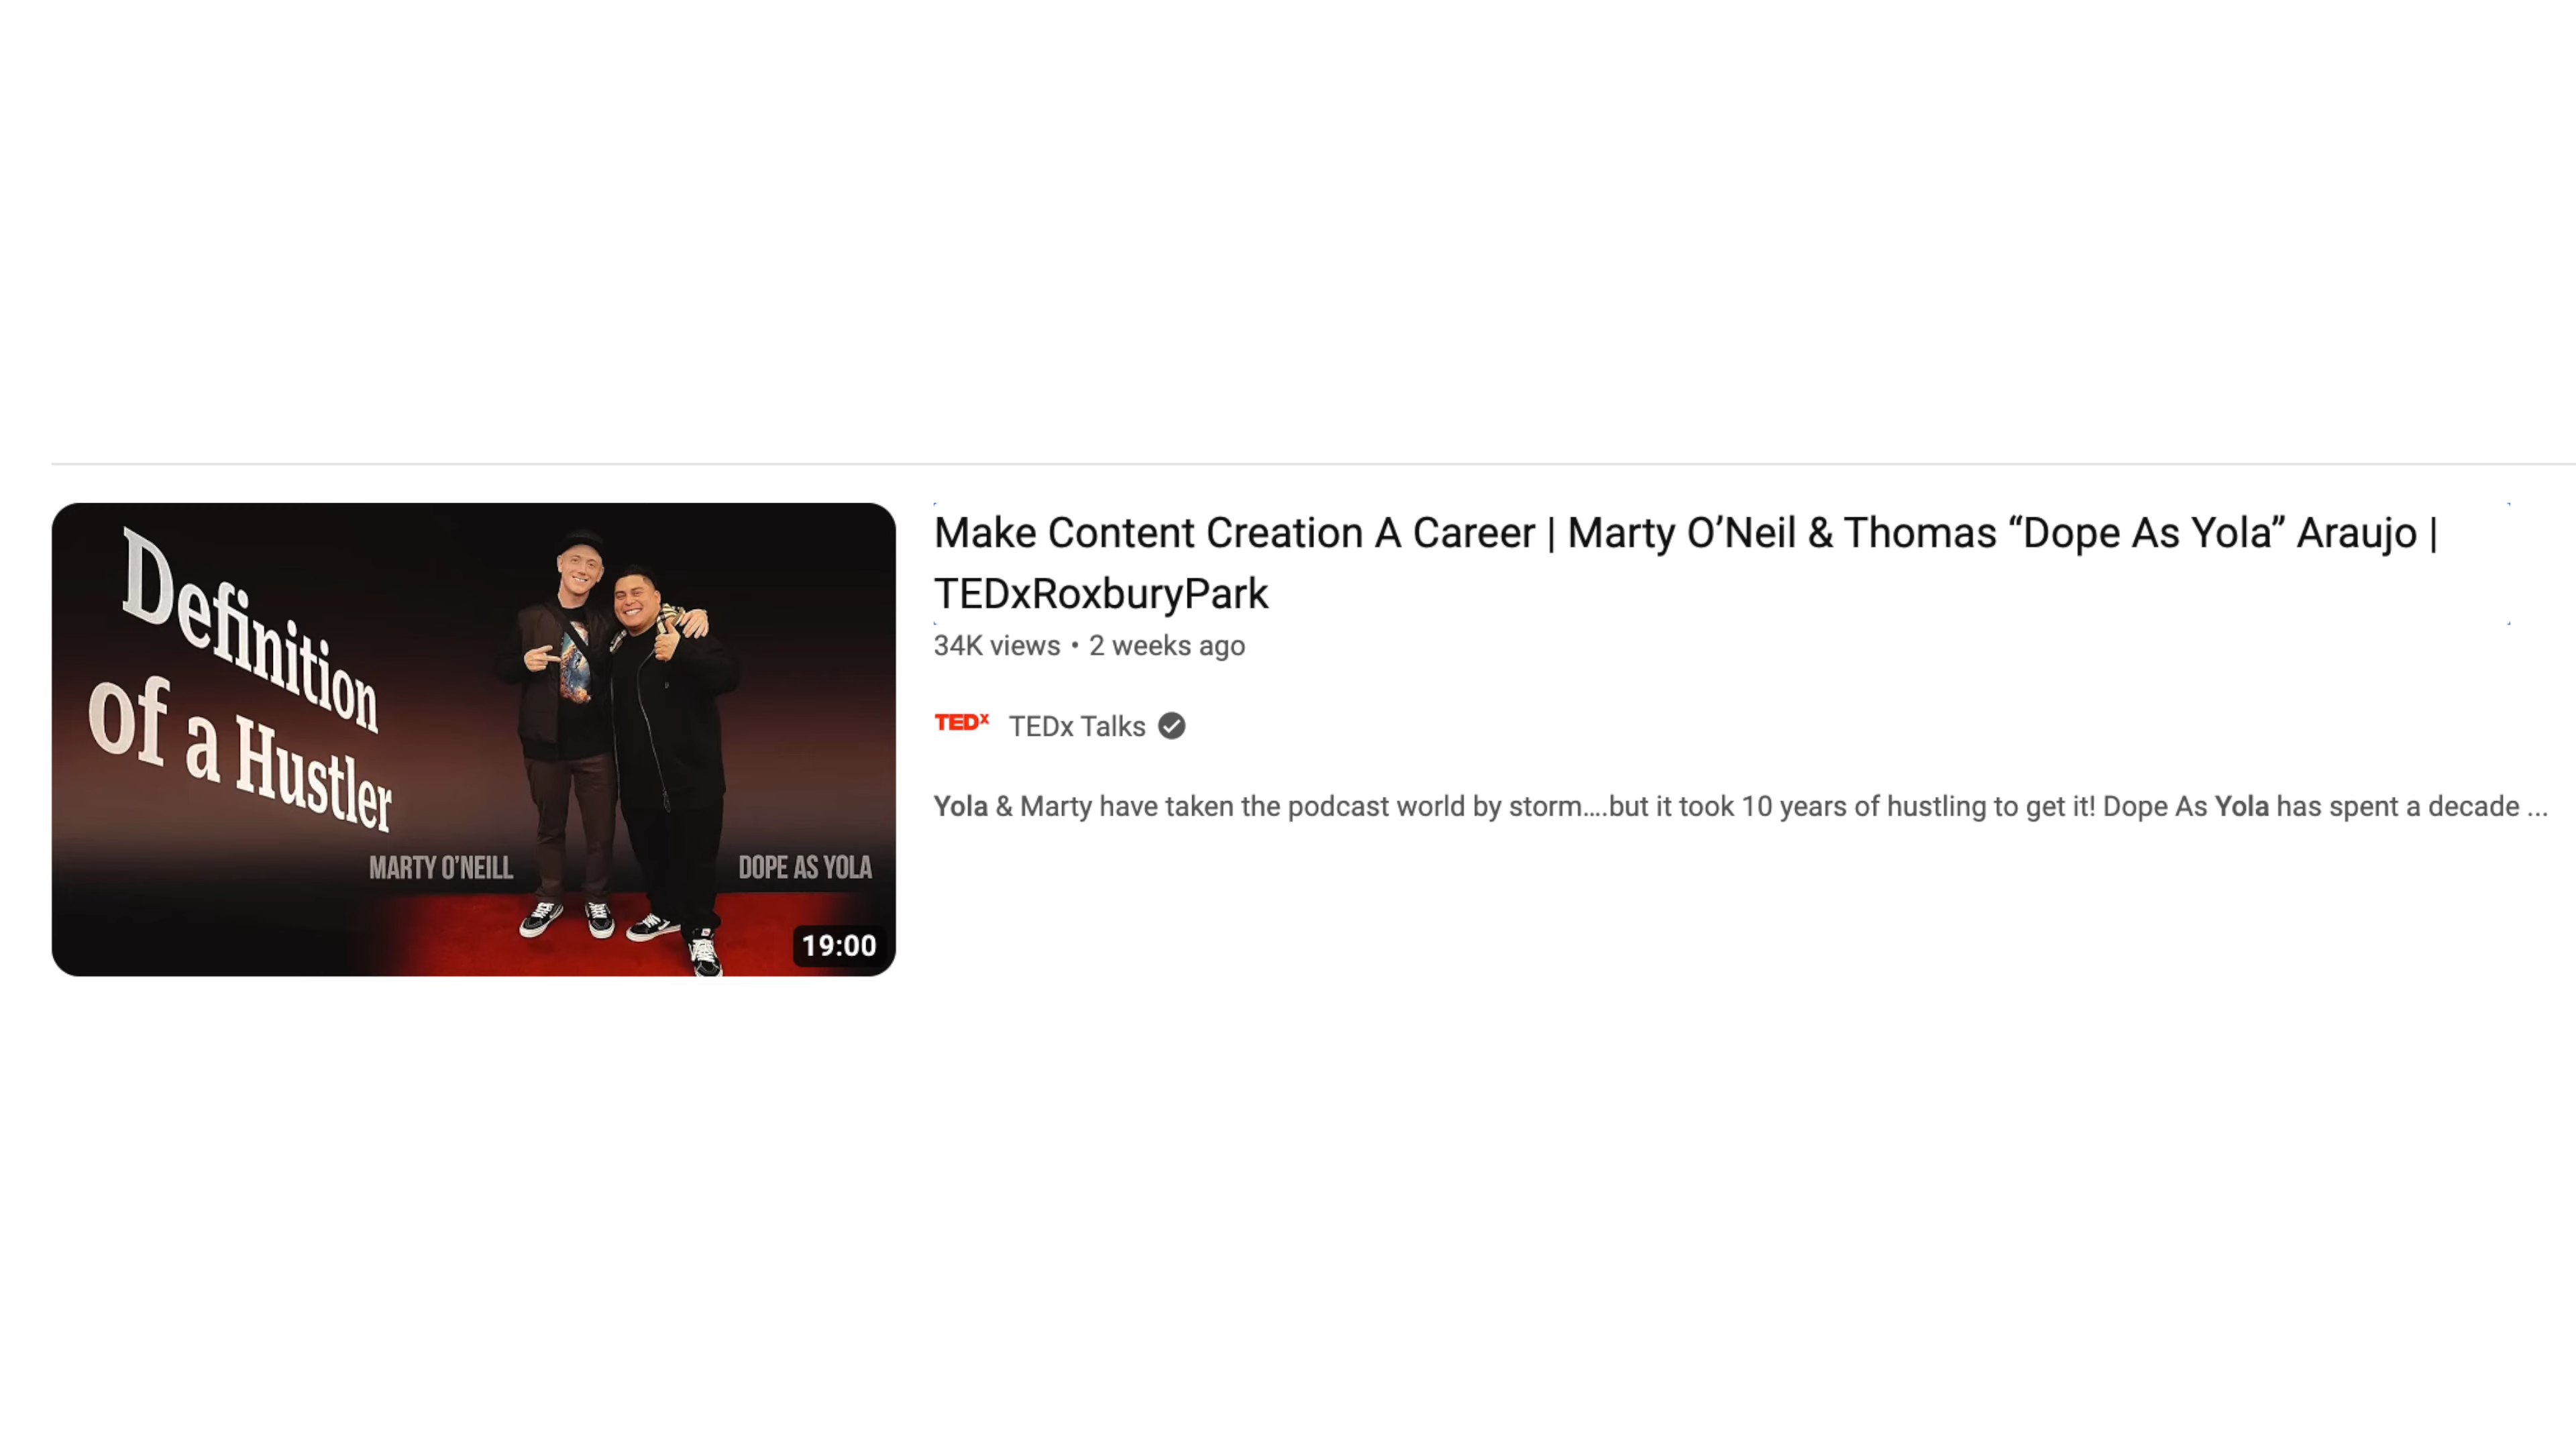 Definition
of a Hustler
MARTY O’NEILL
DOPE AS YOLA
19:00
Make Content Creation A Career | Marty O’Neil & Thomas “Dope As Yola” Araujo |
TEDxRoxburyPark
34K views • 2 weeks ago
TEDx TEDx Talks
Yola & Marty have taken the podcast world by storm....but it took 10 years of hustling to get it! Dope As Yola has spent a decade ...